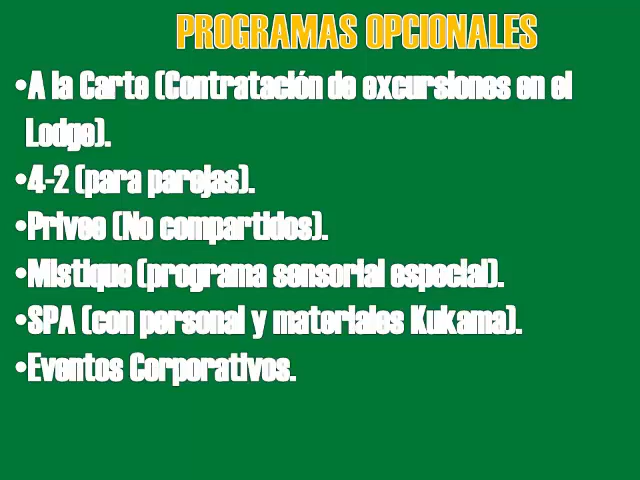 PROGRAMAS OPCIONALES
•A la Carte (Contratación de excursiones en el
Lodge).
•4-2 (para parejas).
•Privee (No compartidos).
•Mistique (programa sensorial especial).
•SPA (con personal y materiales Kukama).
•Eventos Corporativos.